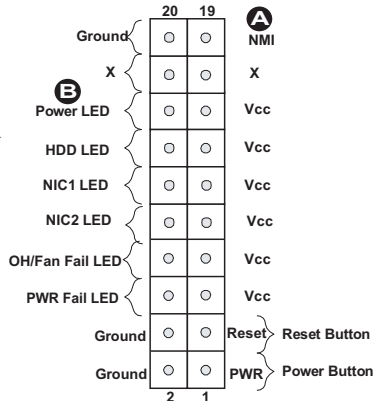 20 19
Ground A NMI
X X
B
Power LED Vcc
HDD LED Vcc
NIC1 LED Vcc
NIC2 LED Vcc
OH/Fan Fail LED Vcc
PWR Fail LED Vcc
Ground Reset Reset Button
Ground PWR Power Button
2 1